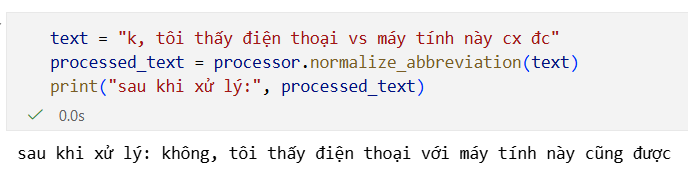 text = "k, tôi thấy điện thoại vs máy tính này cx đc"
processed_text = processor.normalize_abbreviation(text)
print("sau khi xử lý:", processed_text)
0.0s
sau khi xử lý: không, tôi thấy điện thoại với máy tính này cũng được